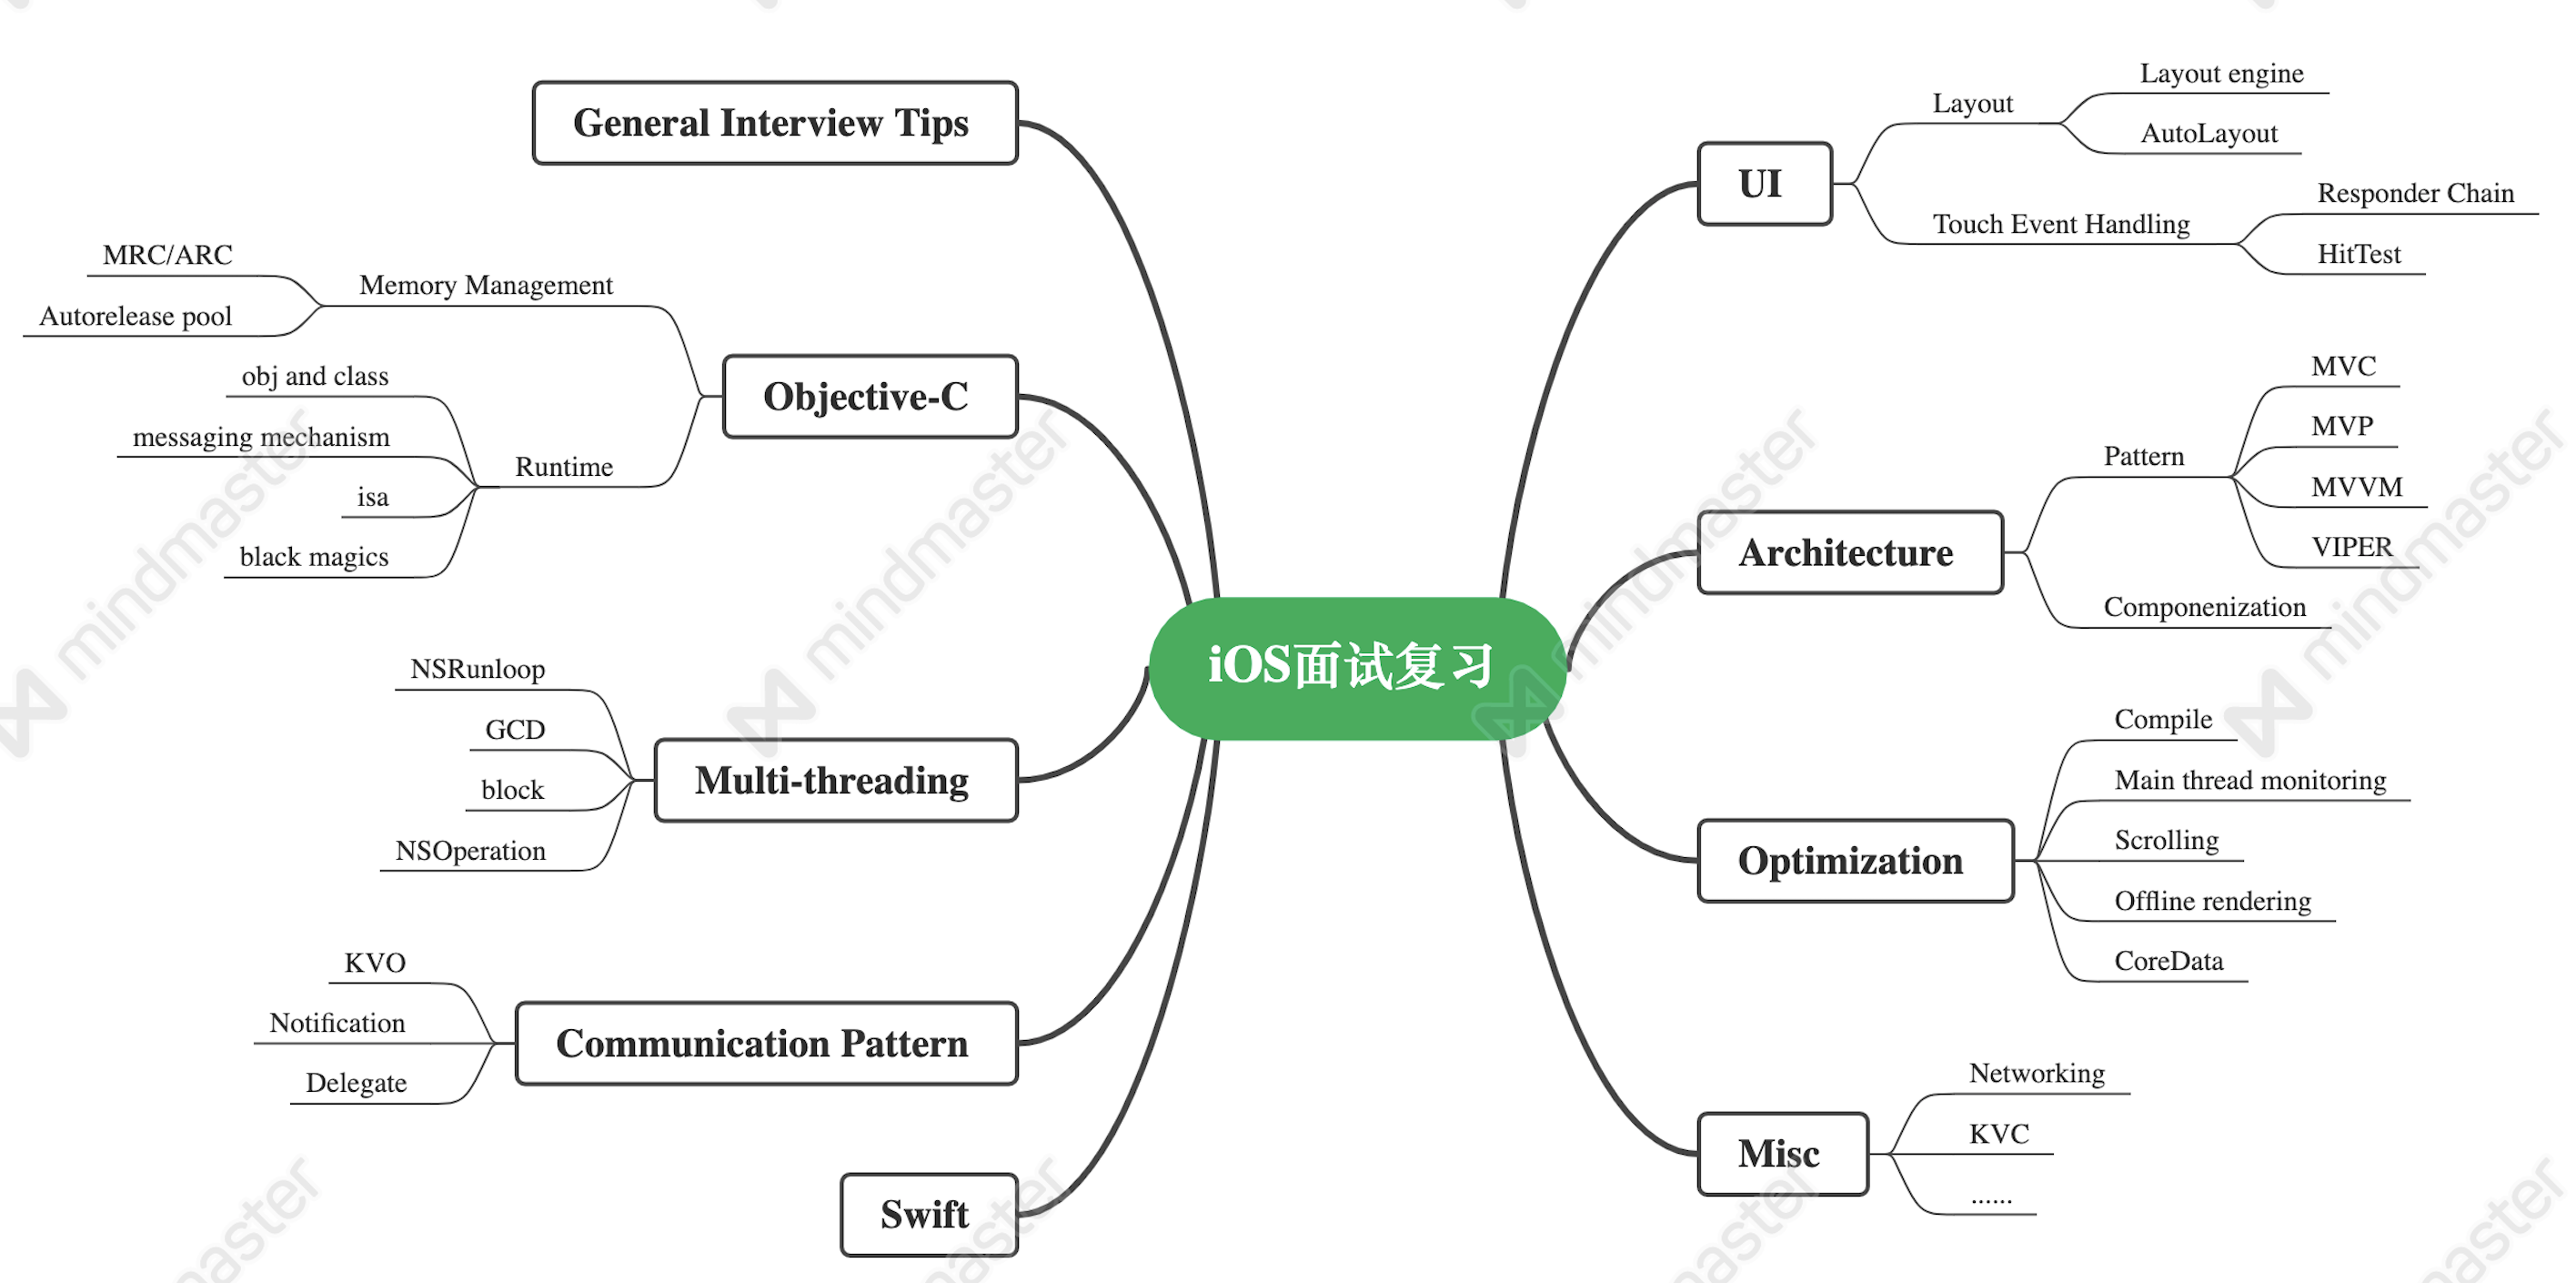 iOS面试复习
General Interview Tips
Objective-C
Memory Management
MRC/ARC
Autorelease pool
Runtime
obj and class
messaging mechanism
isa
black magics
Multi-threading
NSRunloop
GCD
block
NSOperation
Communication Pattern
KVO
Notification
Delegate
Swift
UI
Layout
Layout engine
AutoLayout
Touch Event Handling
Responder Chain
HitTest
Architecture
Pattern
MVC
MVP
MVVM
VIPER
Componenization
Optimization
Compile
Main thread monitoring
Scrolling
Offline rendering
CoreData
Misc
Networking
KVC
......
mindmaster
mindmaster
mindmaster
mindmaster
master
master
master
master